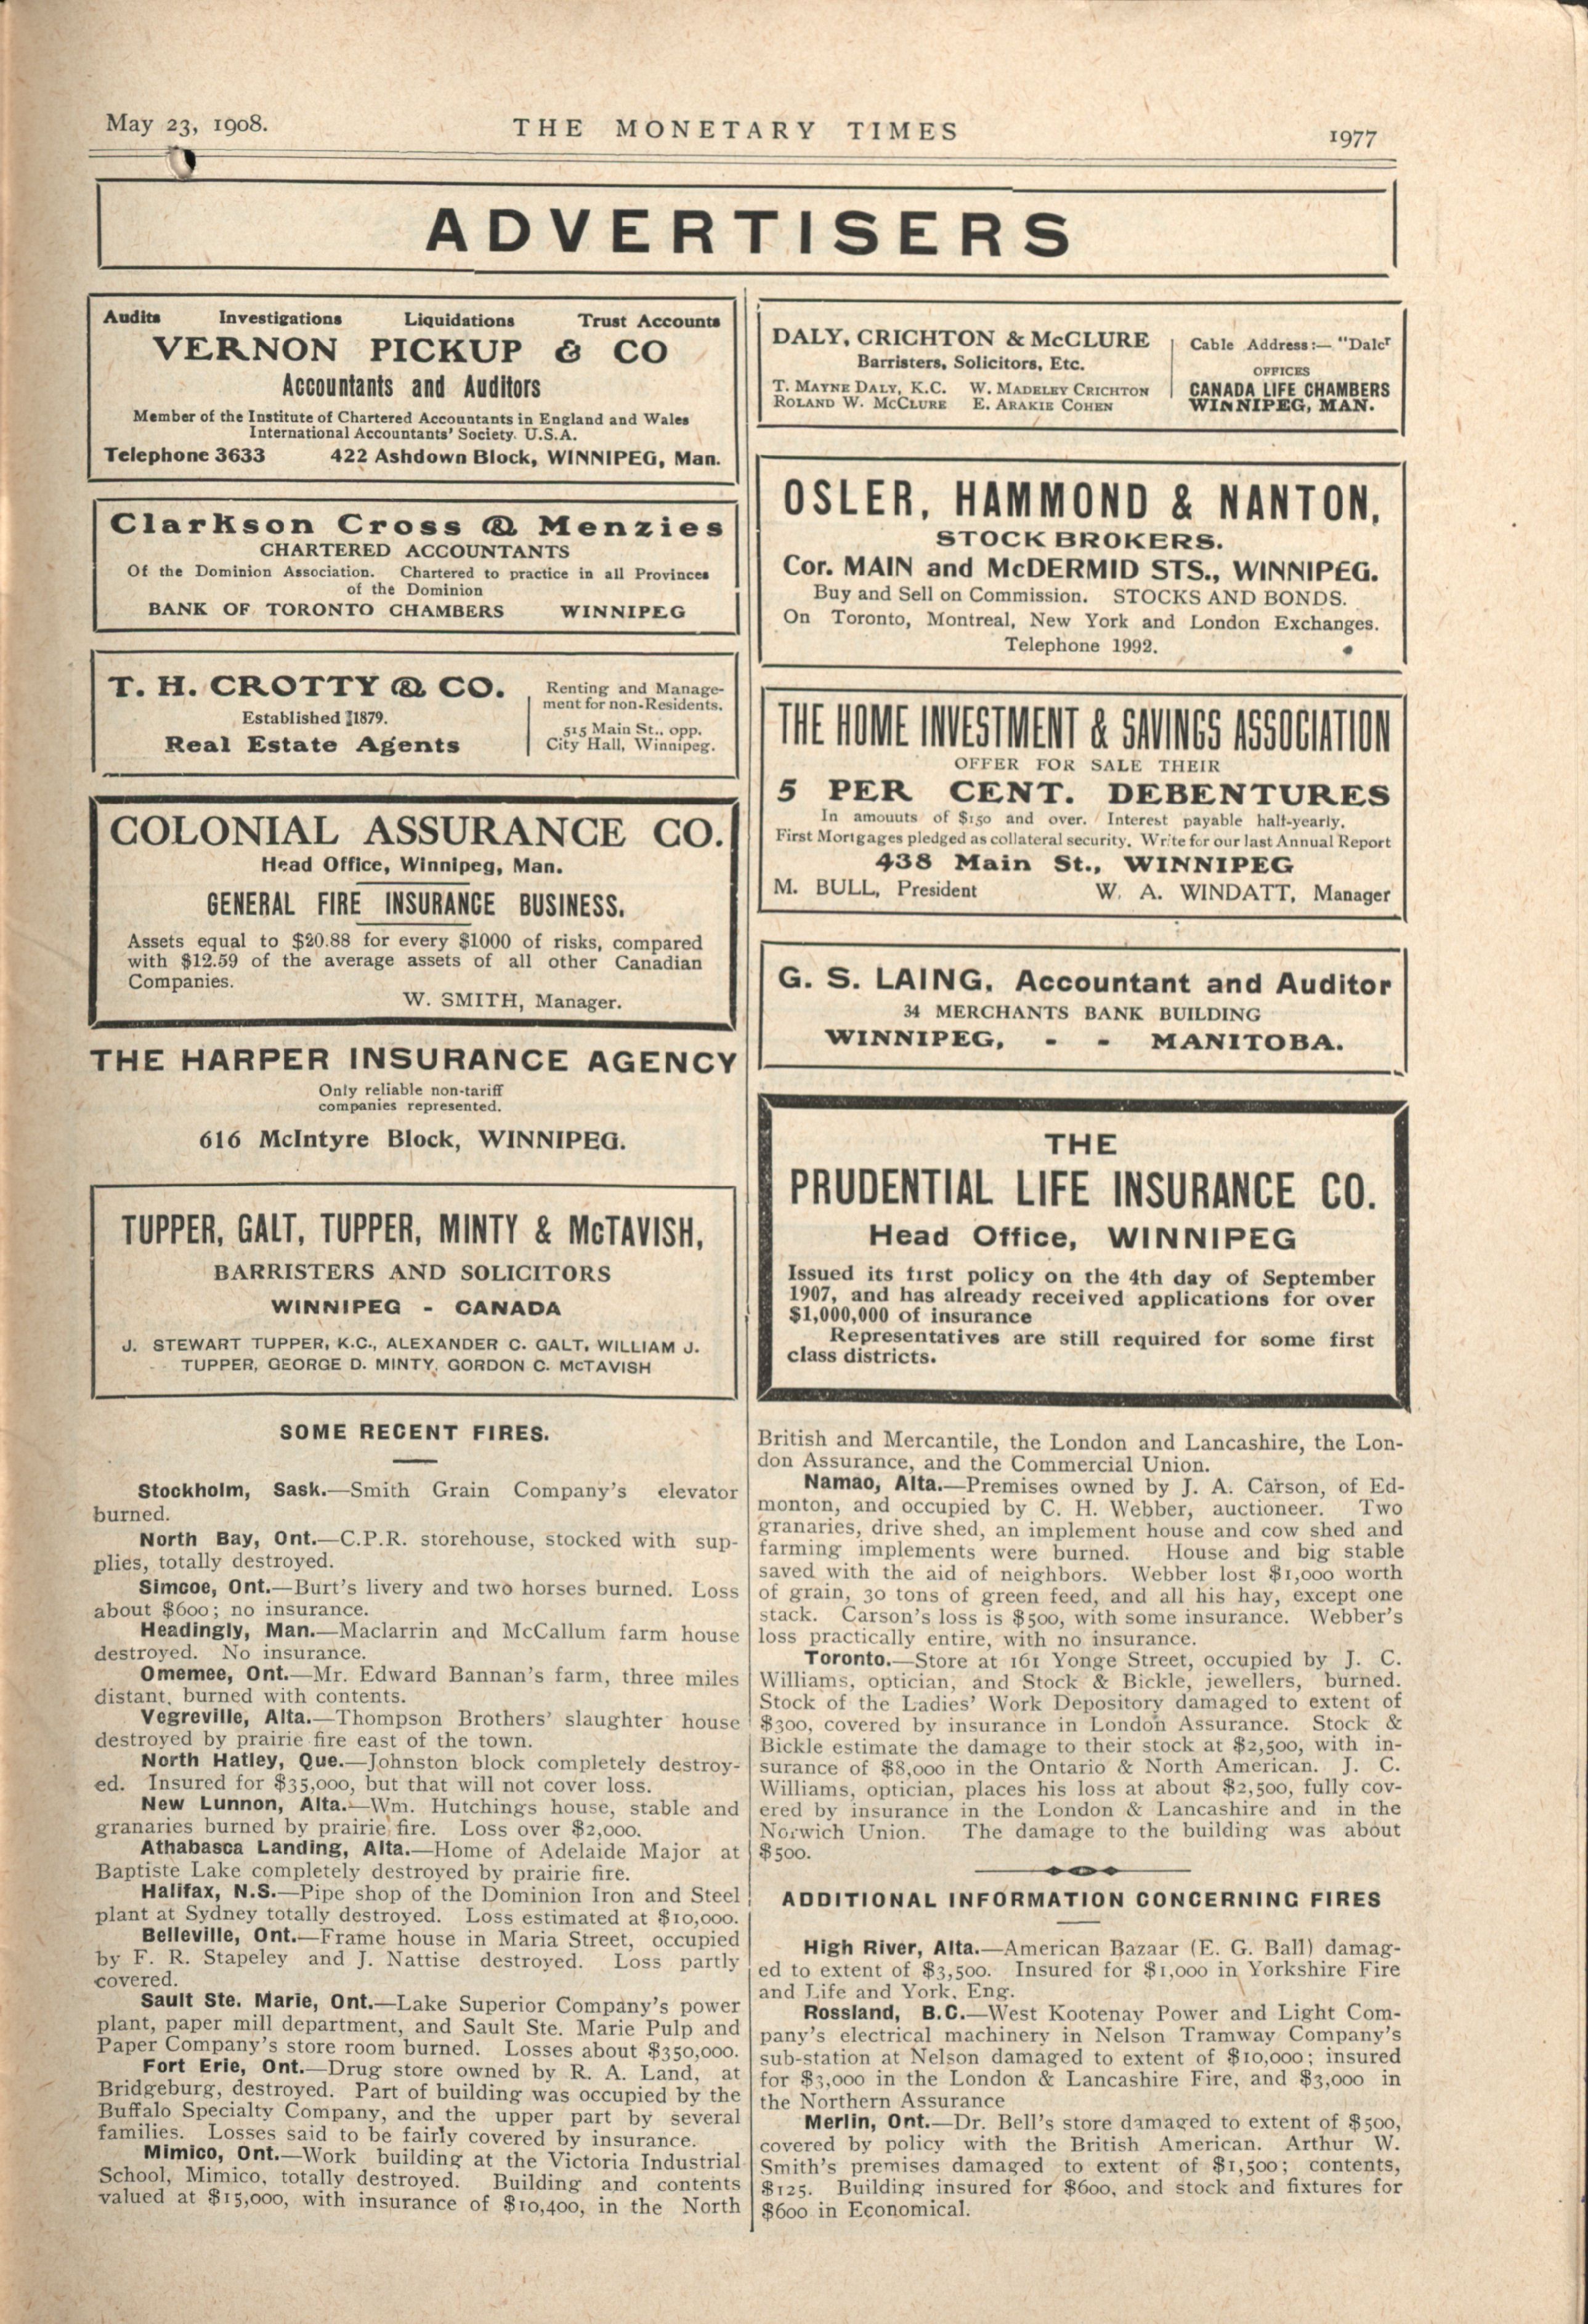 May 23, 1908.
THE MONETARY TIMES
1977
ADVERTISERS
Audits Investigations Liquidations Trust Accounts
VERNON PICKUP & CO
Accountants and Auditors
Member of the Institute of Chartered Accountants in England and Wales
International Accountants' Society. U.S.A.
Telephone 3633 422 Ashdown Block, WINNIPEG, Man.
Clarkson Cross & Menzies
CHARTERED ACCOUNTANTS
Of the Dominion Association. Chartered to practice in all Provinces
of the Dominion
BANK OF TORONTO CHAMBERS WINNIPEG
T. H. CROTTY & CO.
Established 1879.
Real Estate Agents
Renting and Manage-
ment for non-Residents.
515 Main St., opp.
City Hall, Winnipeg.
COLONIAL ASSURANCE CO.
Head Office, Winnipeg, Man.
GENERAL FIRE INSURANCE BUSINESS.
Assets equal to $20.88 for every $1000 of risks, compared
with $12.59 of the average assets of all other Canadian
Companies.
W. SMITH, Manager.
THE HARPER INSURANCE AGENCY
Only reliable non-tariff
companies represented.
616 McIntyre Block, WINNIPEG.
TUPPER, GALT, TUPPER, MINTY & McTAVISH,
BARRISTERS AND SOLICITORS
WINNIPEG - CANADA
J. STEWART TUPPER, K.C., ALEXANDER C. GALT, WILLIAM J.
TUPPER, GEORGE D. MINTY, GORDON C. McTAVISH
DALY, CRICHTON & McCLURE
Barristers, Solicitors, Etc.
T. MAYNE DALY, K.C. W. MADELEY CRICHTON
ROLAND W. McCLURE E. ARAKIE COHEN
Cable Address:—
OFFICES
CANADA LIFE CHAMBERS
WINNIPEG, MAN.
OSLER, HAMMOND & NANTON,
STOCK BROKERS.
Cor. MAIN and McDERMID STS., WINNIPEG.
Buy and Sell on Commission. STOCKS AND BONDS.
On Toronto, Montreal, New York and London Exchanges.
Telephone 1992.
THE HOME INVESTMENT & SAVINGS ASSOCIATION
OFFER FOR SALE THEIR
5 PER CENT. DEBENTURES
In amouuts of $150 and over. Interest payable half-yearly.
First Mortgages pledged as collateral security. Write for our last Annual Report
438 Main St., WINNIPEG
M. BULL, President W. A. WINDATT, Manager
G. S. LAING, Accountant and Auditor
34 MERCHANTS BANK BUILDING
WINNIPEG, - - MANITOBA.
THE
PRUDENTIAL LIFE INSURANCE CO.
Head Office, WINNIPEG
Issued its first policy on the 4th day of September
1907, and has already received applications for over
$1,000,000 of insurance
Representatives are still required for some first
class districts.
SOME RECENT FIRES.
Stockholm, Sask.—Smith Grain Company's elevator
burned.
North Bay, Ont.—C.P.R. storehouse, stocked with sup-
plies, totally destroyed.
Simcoe, Ont.—Burt's livery and two horses burned. Loss
about $600; no insurance.
Headingly, Man.—Maclarrin and McCallum farm house
destroyed. No insurance.
Omemee, Ont.—Mr. Edward Bannan's farm, three miles
distant, burned with contents.
Vegreville, Alta.—Thompson Brothers' slaughter house
destroyed by prairie fire east of the town.
North Hatley, Que.—Johnston block completely destroy-
ed. Insured for $35,000, but that will not cover loss.
New Lunnon, Alta.—Wm. Hutchings house, stable and
granaries burned by prairie fire. Loss over $2,000.
Athabasca Landing, Alta.—Home of Adelaide Major at
Baptiste Lake completely destroyed by prairie fire.
Halifax, N.S.—Pipe shop of the Dominion Iron and Steel
plant at Sydney totally destroyed. Loss estimated at $10,000.
Belleville, Ont.—Frame house in Maria Street, occupied
by F. R. Stapeley and J. Nattise destroyed. Loss partly
covered.
Sault Ste. Marie, Ont.—Lake Superior Company's power
plant, paper mill department, and Sault Ste. Marie Pulp and
Paper Company's store room burned. Losses about $350,000.
Fort Erie, Ont.—Drug store owned by R. A. Land, at
Bridgeburg, destroyed. Part of building was occupied by the
Buffalo Specialty Company, and the upper part by several
families. Losses said to be fairly covered by insurance.
Mimico, Ont.—Work building at the Victoria Industrial
School, Mimico, totally destroyed. Building and contents
valued at $15,000, with insurance of $10,400, in the North
British and Mercantile, the London and Lancashire, the Lon-
don Assurance, and the Commercial Union.
Namao, Alta.—Premises owned by J. A. Carson, of Ed-
monton, and occupied by C. H. Webber, auctioneer. Two
granaries, drive shed, an implement house and cow shed and
farming implements were burned. House and big stable
saved with the aid of neighbors. Webber lost $1,000 worth
of grain, 30 tons of green feed, and all his hay, except one
stack. Carson's loss is $500, with some insurance. Webber's
loss practically entire, with no insurance.
Toronto.—Store at 161 Yonge Street, occupied by J. C.
Williams, optician, and Stock & Bickle, jewellers, burned.
Stock of the Ladies' Work Depository damaged to extent of
$300, covered by insurance in London Assurance. Stock &
Bickle estimate the damage to their stock at $2,500, with in-
surance of $8,000 in the Ontario & North American. J. C.
Williams, optician, places his loss at about $2,500, fully cov-
ered by insurance in the London & Lancashire and in the
Norwich Union. The damage to the building was about
$500.
ADDITIONAL INFORMATION CONCERNING FIRES
High River, Alta.—American Bazaar (E. G. Ball) damag-
ed to extent of $3,500. Insured for $1,000 in Yorkshire Fire
and Life and York, Eng.
Rossland, B.C.—West Kootenay Power and Light Com-
pany's electrical machinery in Nelson Tramway Company's
sub-station at Nelson damaged to extent of $10,000; insured
for $3,000 in the London & Lancashire Fire, and $3,000 in
the Northern Assurance
Merlin, Ont.—Dr. Bell's store damaged to extent of $500,
covered by policy with the British American. Arthur W.
Smith's premises damaged to extent of $1,500; contents,
$125. Building insured for $600, and stock and fixtures for
$600 in Economical.